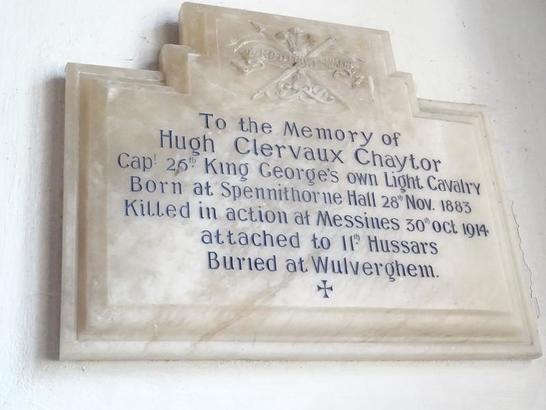 To the Memory of
Hugh Clervaux Chaytor
Capt 26th King George's own Light Cavalry
Born at Spennithorne Hall 28th Nov. 1883
Killed in action at Messines 30th oct 1914
attached to 11th Hussars
Buried at Wulverghem.